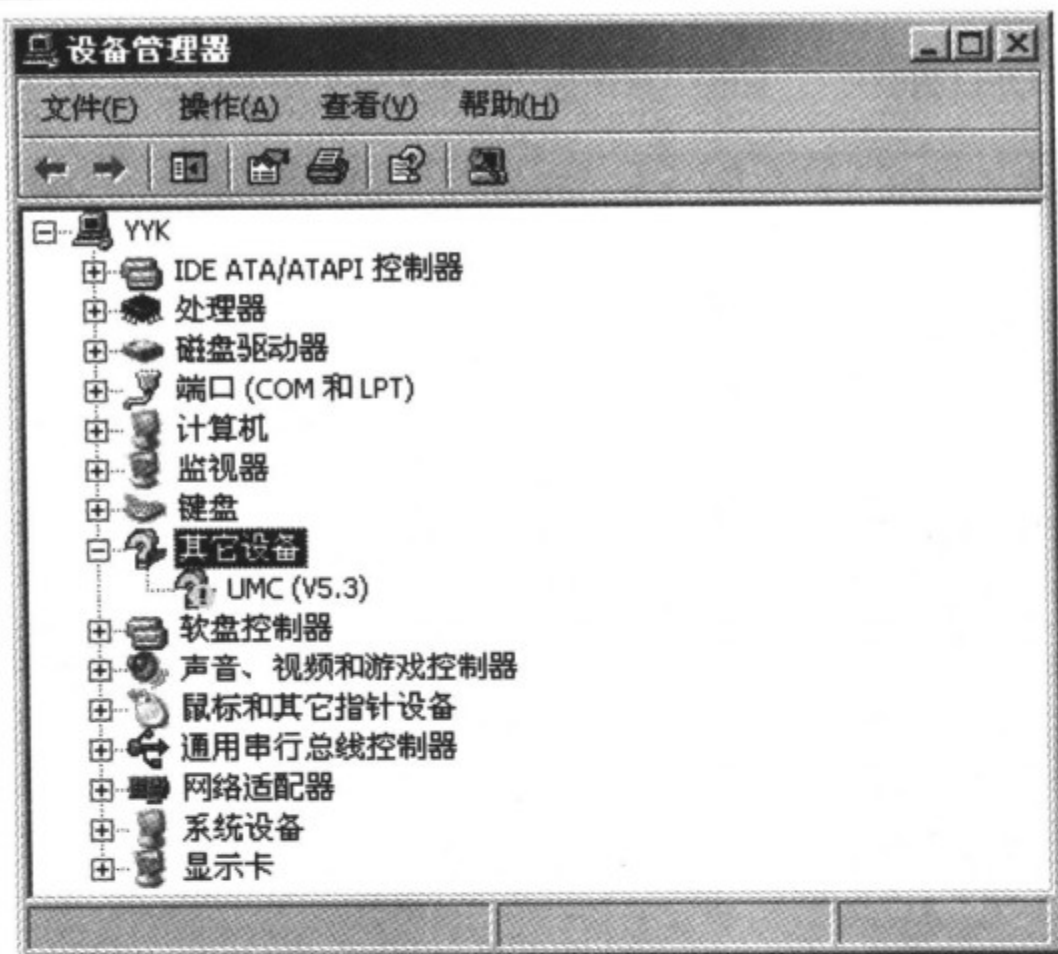 设备管理器
文件(F) 操作(A) 查看(V) 帮助(H)
YYK
IDE ATA/ATAPI 控制器
处理器
磁盘驱动器
端口 (COM 和 LPT)
计算机
监视器
键盘
其它设备
UMC (V5.3)
软盘控制器
声音、视频和游戏控制器
鼠标和其它指针设备
通用串行总线控制器
网络适配器
系统设备
显示卡